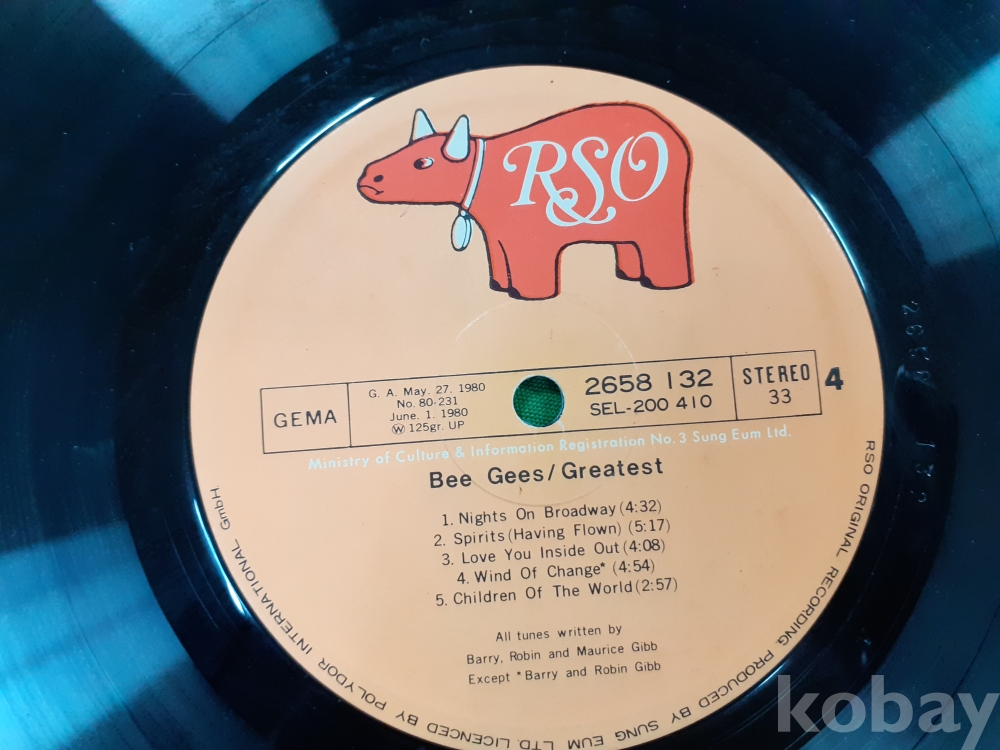 RSO
GEMA
G. A. May. 27. 1980
No. 80-231
June. 1. 1980
Ⓦ 125gr. UP
2658 132
SEL-200 410
STEREO
33
4
Ministry of Culture & Information Registration No. 3 Sung Eum Ltd.
Bee Gees/Greatest
1. Nights On Broadway (4:32)
2. Spirits (Having Flown) (5:17)
3. Love You Inside Out (4:08)
4. Wind Of Change* (4:54)
5. Children Of The World (2:57)
All tunes written by
Barry, Robin and Maurice Gibb
Except *Barry and Robin Gibb
RSO ORIGINAL RECORDING PRODUCED BY SUNG EUM LTD. LICENCED BY POLYDOR INTERNATIONAL GmbH.
kobay